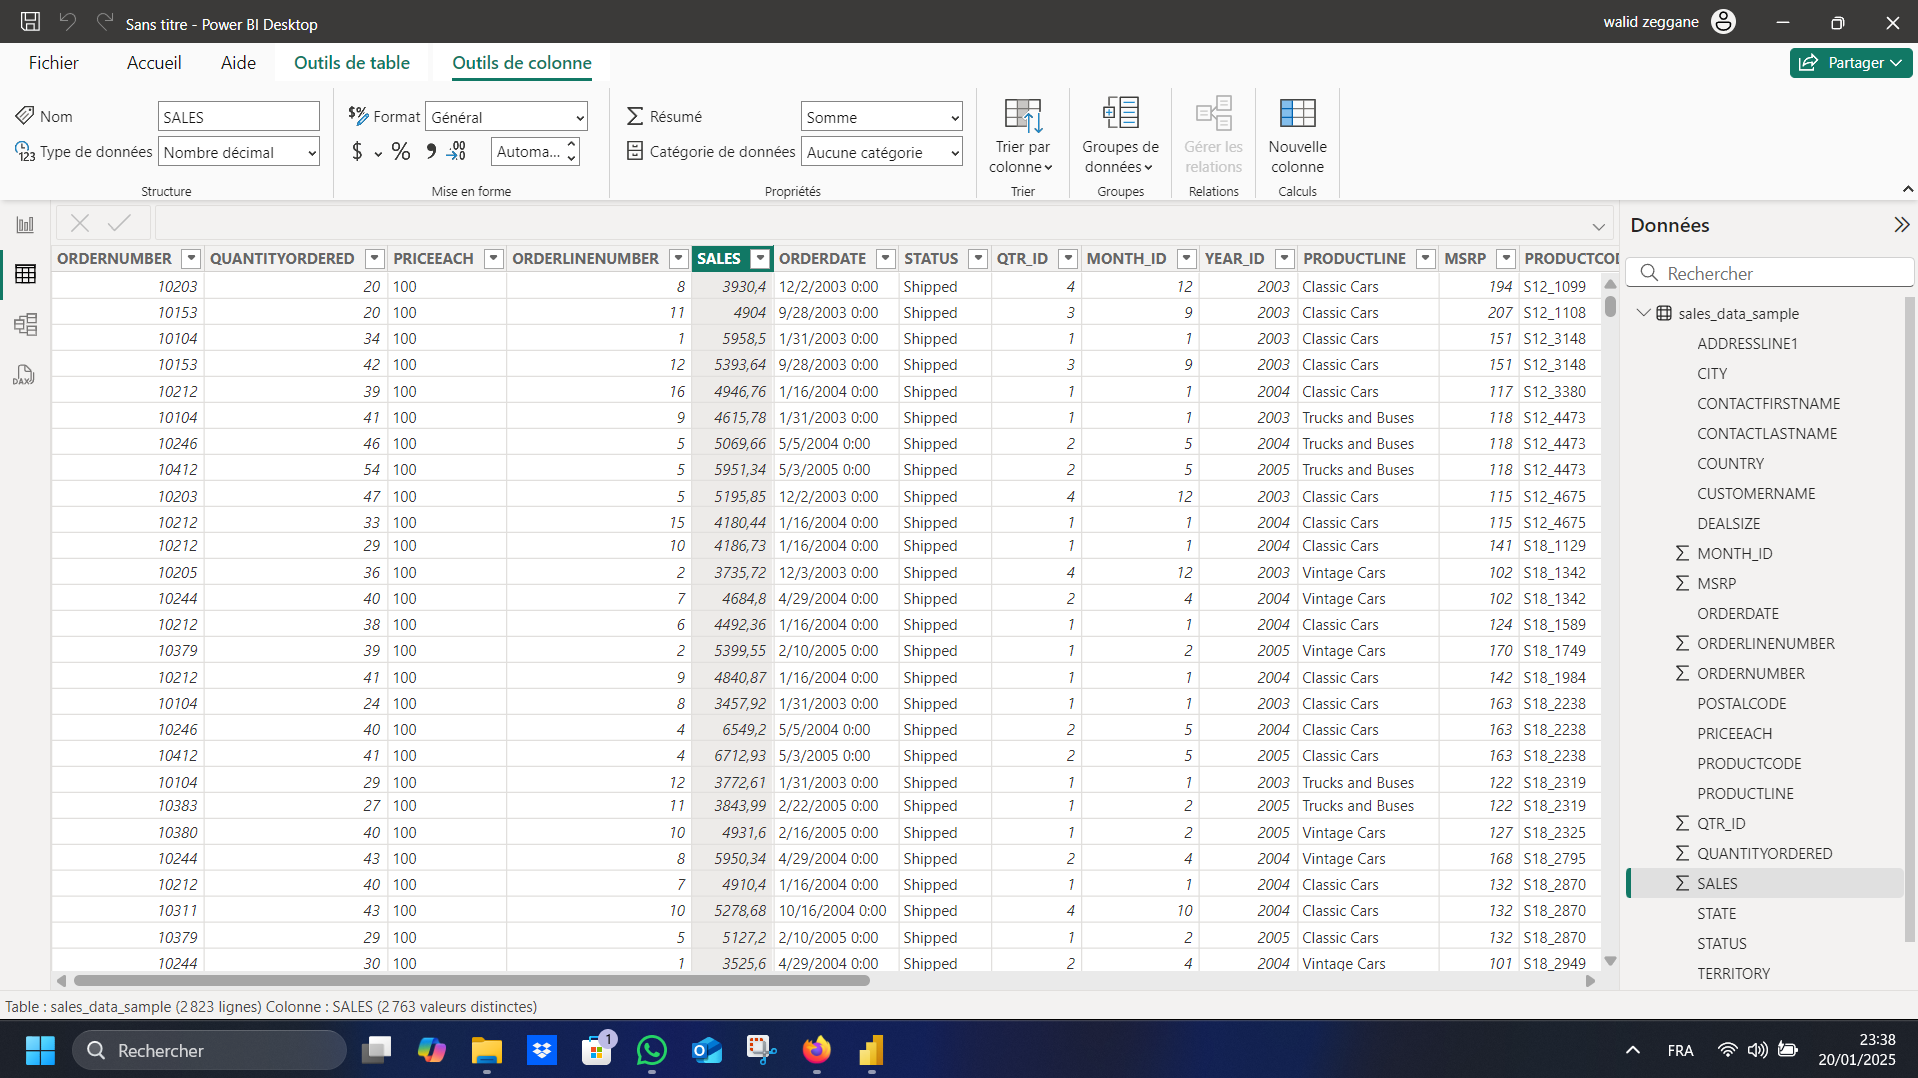 Sans titre - Power BI Desktop
walid zeggane
Fichier Accueil Aide Outils de table Outils de colonne Partager
Nom SALES
Type de données Nombre décimal
Structure
Format Général
$ % 9 .00 Automa...
Mise en forme
Résumé Somme
Catégorie de données Aucune catégorie
Propriétés
Trier par colonne
Trier
Groupes de données
Groupes
Gérer les relations
Relations
Nouvelle colonne
Calculs
ORDERNUMBER QUANTITYORDERED PRICEEACH ORDERLINENUMBER SALES ORDERDATE STATUS QTR_ID MONTH_ID YEAR_ID PRODUCTLINE MSRP PRODUCTCOD
10203 20 100 8 3930,4 12/2/2003 0:00 Shipped 4 12 2003 Classic Cars 194 S12_1099
10153 20 100 11 4904 9/28/2003 0:00 Shipped 3 9 2003 Classic Cars 207 S12_1108
10104 34 100 1 5958,5 1/31/2003 0:00 Shipped 1 1 2003 Classic Cars 151 S12_3148
10153 42 100 12 5393,64 9/28/2003 0:00 Shipped 3 9 2003 Classic Cars 151 S12_3148
10212 39 100 16 4946,76 1/16/2004 0:00 Shipped 1 1 2004 Classic Cars 117 S12_3380
10104 41 100 9 4615,78 1/31/2003 0:00 Shipped 1 1 2003 Trucks and Buses 118 S12_4473
10246 46 100 5 5069,66 5/5/2004 0:00 Shipped 2 5 2004 Trucks and Buses 118 S12_4473
10412 54 100 5 5951,34 5/3/2005 0:00 Shipped 2 5 2005 Trucks and Buses 118 S12_4473
10203 47 100 5 5195,85 12/2/2003 0:00 Shipped 4 12 2003 Classic Cars 115 S12_4675
10212 33 100 15 4180,44 1/16/2004 0:00 Shipped 1 1 2004 Classic Cars 115 S12_4675
10212 29 100 10 4186,73 1/16/2004 0:00 Shipped 1 1 2004 Classic Cars 141 S18_1129
10205 36 100 2 3735,72 12/3/2003 0:00 Shipped 4 12 2003 Vintage Cars 102 S18_1342
10244 40 100 7 4684,8 4/29/2004 0:00 Shipped 2 4 2004 Vintage Cars 102 S18_1342
10212 38 100 6 4492,36 1/16/2004 0:00 Shipped 1 1 2004 Classic Cars 124 S18_1589
10379 39 100 2 5399,55 2/10/2005 0:00 Shipped 1 2 2005 Vintage Cars 170 S18_1749
10212 41 100 9 4840,87 1/16/2004 0:00 Shipped 1 1 2004 Classic Cars 142 S18_1984
10104 24 100 8 3457,92 1/31/2003 0:00 Shipped 1 1 2003 Classic Cars 163 S18_2238
10246 40 100 4 6549,2 5/5/2004 0:00 Shipped 2 5 2004 Classic Cars 163 S18_2238
10412 41 100 4 6712,93 5/3/2005 0:00 Shipped 2 5 2005 Classic Cars 163 S18_2238
10104 29 100 12 3772,61 1/31/2003 0:00 Shipped 1 1 2003 Trucks and Buses 122 S18_2319
10383 27 100 11 3843,99 2/22/2005 0:00 Shipped 1 2 2005 Trucks and Buses 122 S18_2319
10380 40 100 10 4931,6 2/16/2005 0:00 Shipped 1 2 2005 Vintage Cars 127 S18_2325
10244 43 100 8 5950,34 4/29/2004 0:00 Shipped 2 4 2004 Vintage Cars 168 S18_2795
10212 40 100 7 4910,4 1/16/2004 0:00 Shipped 1 1 2004 Classic Cars 132 S18_2870
10311 43 100 10 5278,68 10/16/2004 0:00 Shipped 4 10 2004 Classic Cars 132 S18_2870
10379 29 100 5 5127,2 2/10/2005 0:00 Shipped 1 2 2005 Classic Cars 132 S18_2870
10244 30 100 1 3525,6 4/29/2004 0:00 Shipped 2 4 2004 Vintage Cars 101 S18_2949
Données
Rechercher
sales_data_sample
ADDRESSLINE1
CITY
CONTACTFIRSTNAME
CONTACTLASTNAME
COUNTRY
CUSTOMERNAME
DEALSIZE
MONTH_ID
MSRP
ORDERDATE
ORDERLINENUMBER
ORDERNUMBER
POSTALCODE
PRICEEACH
PRODUCTCODE
PRODUCTLINE
QTR_ID
QUANTITYORDERED
SALES
STATE
STATUS
TERRITORY
Table : sales_data_sample (2 823 lignes) Colonne : SALES (2 763 valeurs distinctes)
Rechercher
1
FRA
23:38
20/01/2025